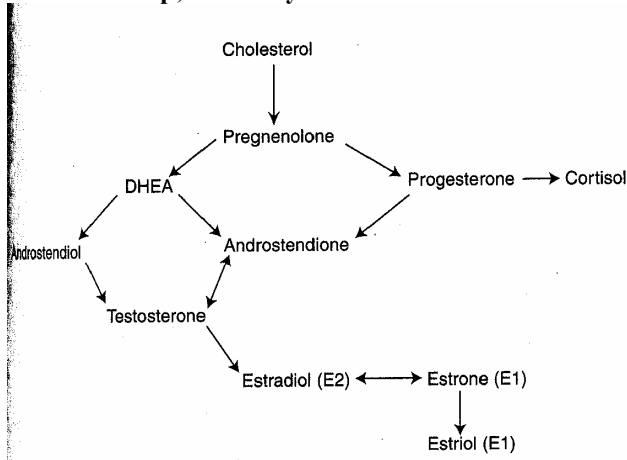 Cholesterol
Pregnenolone
DHEA
Progesterone
Cortisol
Androstendiol
Androstendione
Testosterone
Estradiol (E2)
Estrone (E1)
Estriol (E1)